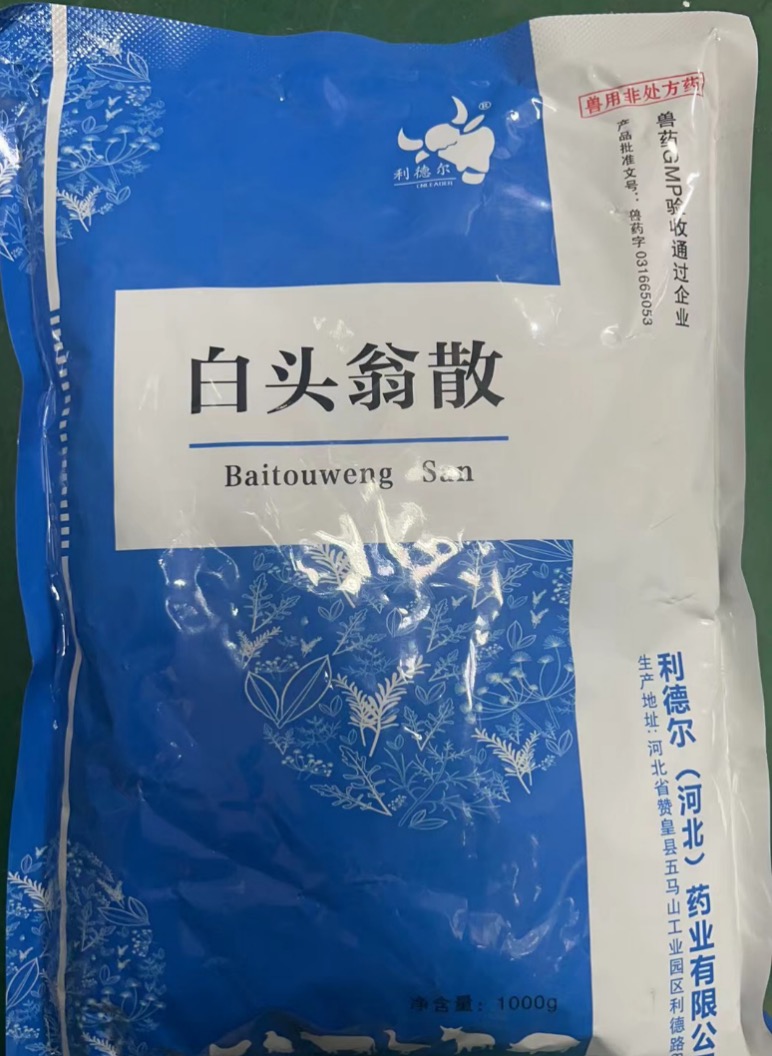 利德尔
®
兽用非处方药
兽药GMP验收通过企业
产品批准文号：兽药字 031665053
白头翁散
Baitouweng San
利德尔（河北）药业有限公
生产地址：河北省赞皇县五马山工业园区利德路
净含量：1000g